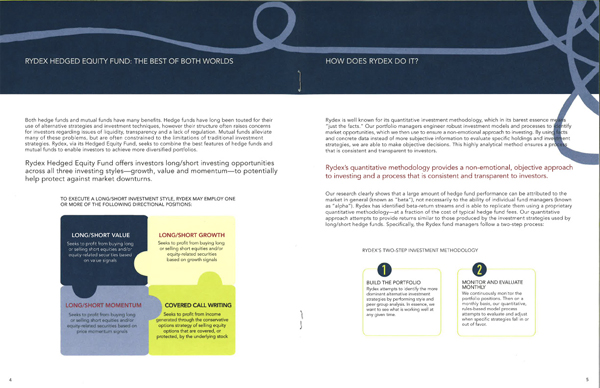 RYDEX HEDGED EQUITY FUND: THE BEST OF BOTH WORLDS
Both hedge funds and mutual funds have many benefits. Hedge funds have long been touted for their
use of alternative strategies and investment techniques, however their structure often raises concerns
for investors regarding issues of liquidity, transparency and a lack of regulation. Mutual funds alleviate
many of these problems, but are often constrained to the limitations of traditional investment
strategies. Rydex, via its Hedged Equity Fund, seeks to combine the best features of hedge funds and
mutual funds to enable investors to achieve more diversified portfolios.
Rydex Hedged Equity Fund offers investors long/short investing opportunities
across all three investing styles—growth, value and momentum—to potentially
help protect against market downturns.
TO EXECUTE A LONG/SHORT INVESTMENT STYLE, RYDEX MAY EMPLOY ONE
OR MORE OF THE FOLLOWING DIRECTIONAL POSITIONS:
LONG/SHORT VALUE
Seeks to profit from buying long
or selling short equities and/or
equity-related securities based
on value signals
LONG/SHORT GROWTH
Seeks to profit from buying long
or selling short equities and/or
equity-related securities
based on growth signals
LONG/SHORT MOMENTUM
Seeks to profit from buying long
or selling short equities and/or
equity-related securities based on
price momentum signals
COVERED CALL WRITING
Seeks to profit from income
generated through the conservative
options strategy of selling equity
options that are covered, or
protected, by the underlying stock
4
HOW DOES RYDEX DO IT?
Rydex is well known for its quantitative investment methodology, which in its barest essence means
"just the facts." Our portfolio managers engineer robust investment models and processes to identify
market opportunities, which we then use to ensure a non-emotional approach to investing. By using facts
and concrete data instead of more subjective information to evaluate specific holdings and investment
strategies, we are able to make objective decisions. This highly analytical effort ensures a process
that is consistent and transparent to investors.
Rydex's quantitative methodology provides a non-emotional, objective approach
to investing and a process that is consistent and transparent to investors.
Our research clearly shows that a large amount of hedge fund performance can be attributed to the
market in general (known as "beta"), not necessarily to the ability of individual fund managers (known
as "alpha"). Rydex has identified beta-return streams and is able to replicate them using a proprietary
quantitative methodology—at a fraction of the cost of typical hedge fund fees. Our quantitative
approach attempts to provide returns similar to those produced by the investment strategies used by
long/short hedge funds. Specifically, the Rydex fund managers follow a two-step process:
RYDEX'S TWO-STEP INVESTMENT METHODOLOGY
1
BUILD THE PORTFOLIO
Rydex attempts to identify the more
dominant alternative investment
strategies by performing style and
peer group analysis. In essence, we
want to see what is working well at
any given time.
2
MONITOR AND EVALUATE
MONTHLY
We continuously monitor the
portfolio positions. Then on a
monthly basis, our quantitative,
rules-based model process
attempts to evaluate and adjust
when specific strategies fall in or
out of favor.
5